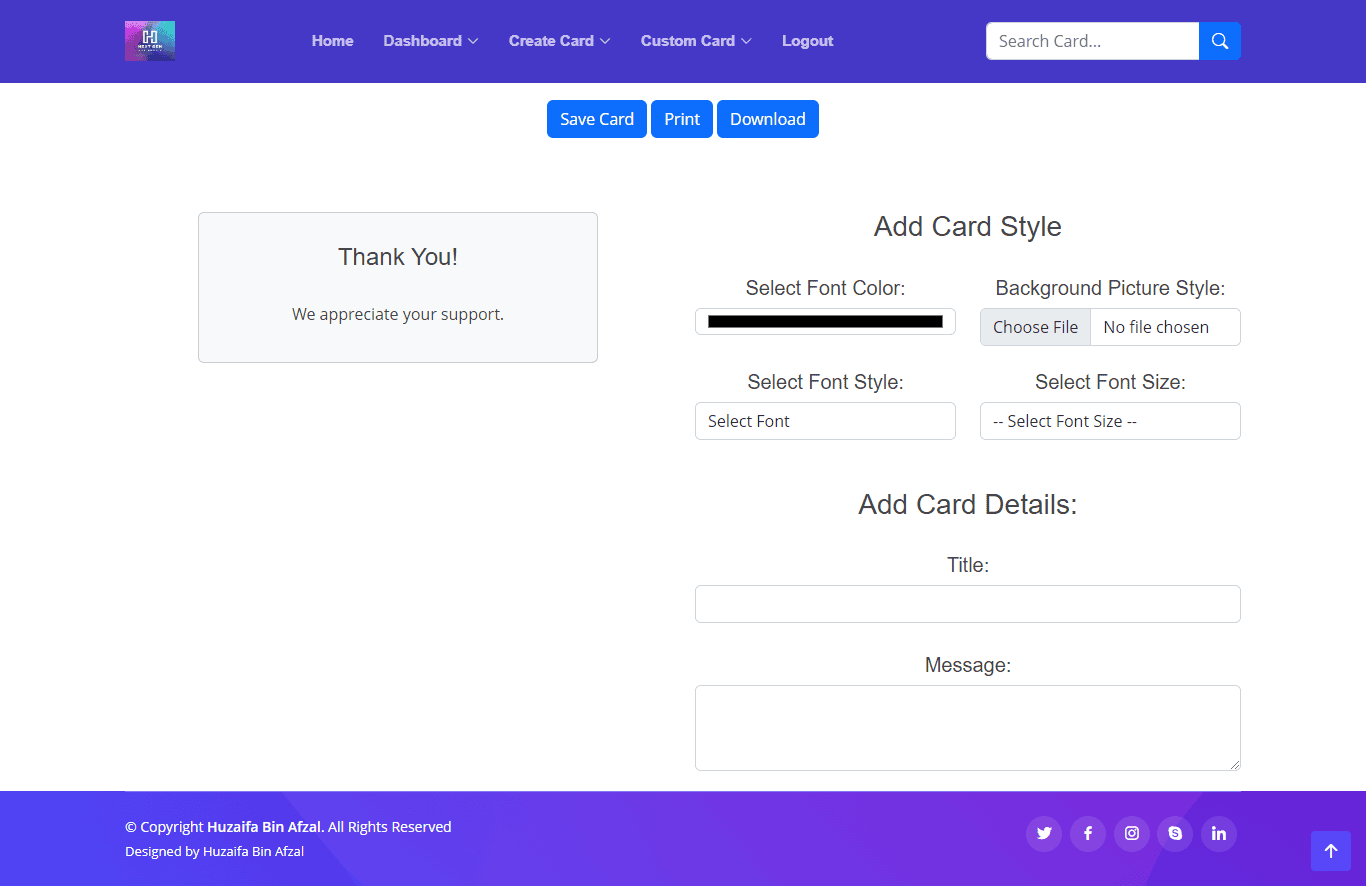 NEXT GEN
Home Dashboard Create Card Custom Card Logout Search Card...
Save Card Print Download
Thank You!
We appreciate your support.
Add Card Style
Select Font Color: Background Picture Style:
Choose File No file chosen
Select Font Style: Select Font Size:
Select Font -- Select Font Size --
Add Card Details:
Title:
Message:
© Copyright Huzaifa Bin Afzal. All Rights Reserved
Designed by Huzaifa Bin Afzal